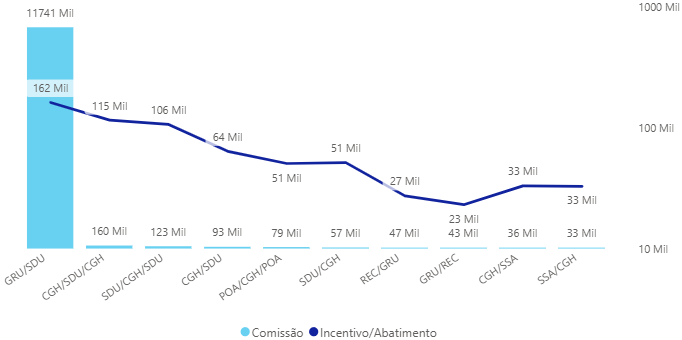 1000 Mil
11741 Mil
162 Mil
115 Mil
106 Mil
64 Mil
51 Mil
51 Mil
27 Mil
23 Mil
33 Mil
33 Mil
100 Mil
160 Mil
123 Mil
93 Mil
79 Mil
57 Mil
47 Mil
43 Mil
36 Mil
33 Mil
10 Mil
GRU/SDU
CGH/SDU/CGH
SDU/CGH/SDU
CGH/SDU
POA/CGH/POA
SDU/CGH
REC/GRU
GRU/REC
CGH/SSA
SSA/CGH
Comissão
Incentivo/Abatimento